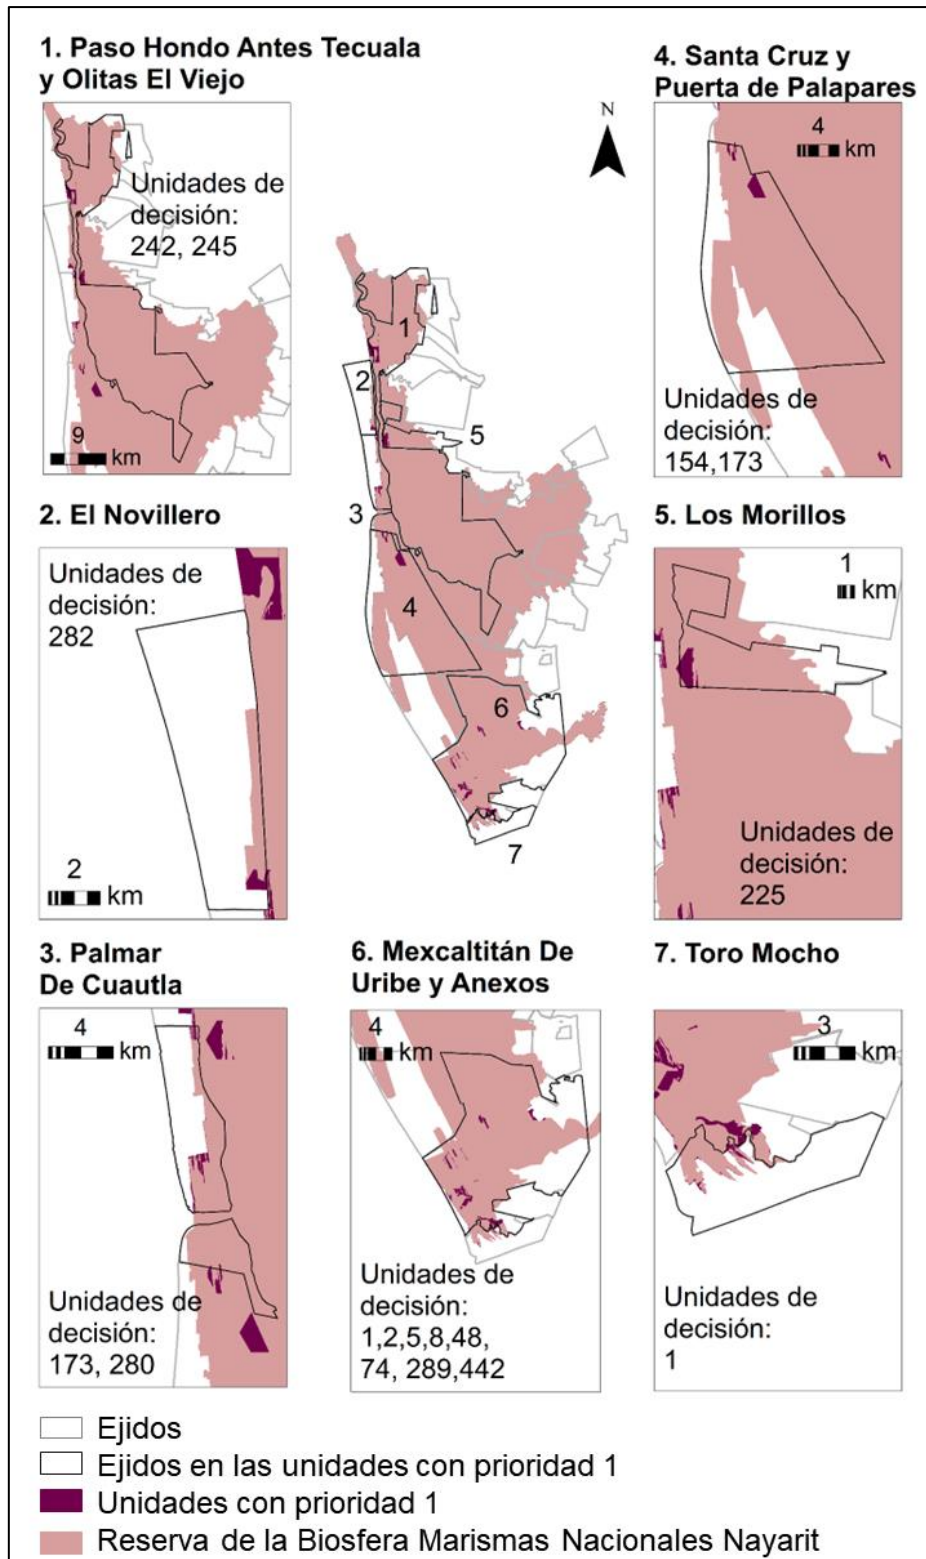 1. Paso Hondo Antes Tecuala
y Olitas El Viejo
Unidades de
decisión:
242, 245
9
km
N
4. Santa Cruz y
Puerta de Palapares
4
km
Unidades de
decisión:
154,173
1
2
5
3
4
6
7
2. El Novillero
Unidades de
decisión:
282
2
km
5. Los Morillos
1
km
Unidades de
decisión:
225
3. Palmar
De Cuautla
4
km
Unidades de
decisión:
173, 280
6. Mexcaltitán De
Uribe y Anexos
4
km
Unidades de
decisión:
1,2,5,8,48,
74, 289,442
7. Toro Mocho
3
km
Unidades de
decisión:
1
Ejidos
Ejidos en las unidades con prioridad 1
Unidades con prioridad 1
Reserva de la Biosfera Marismas Nacionales Nayarit